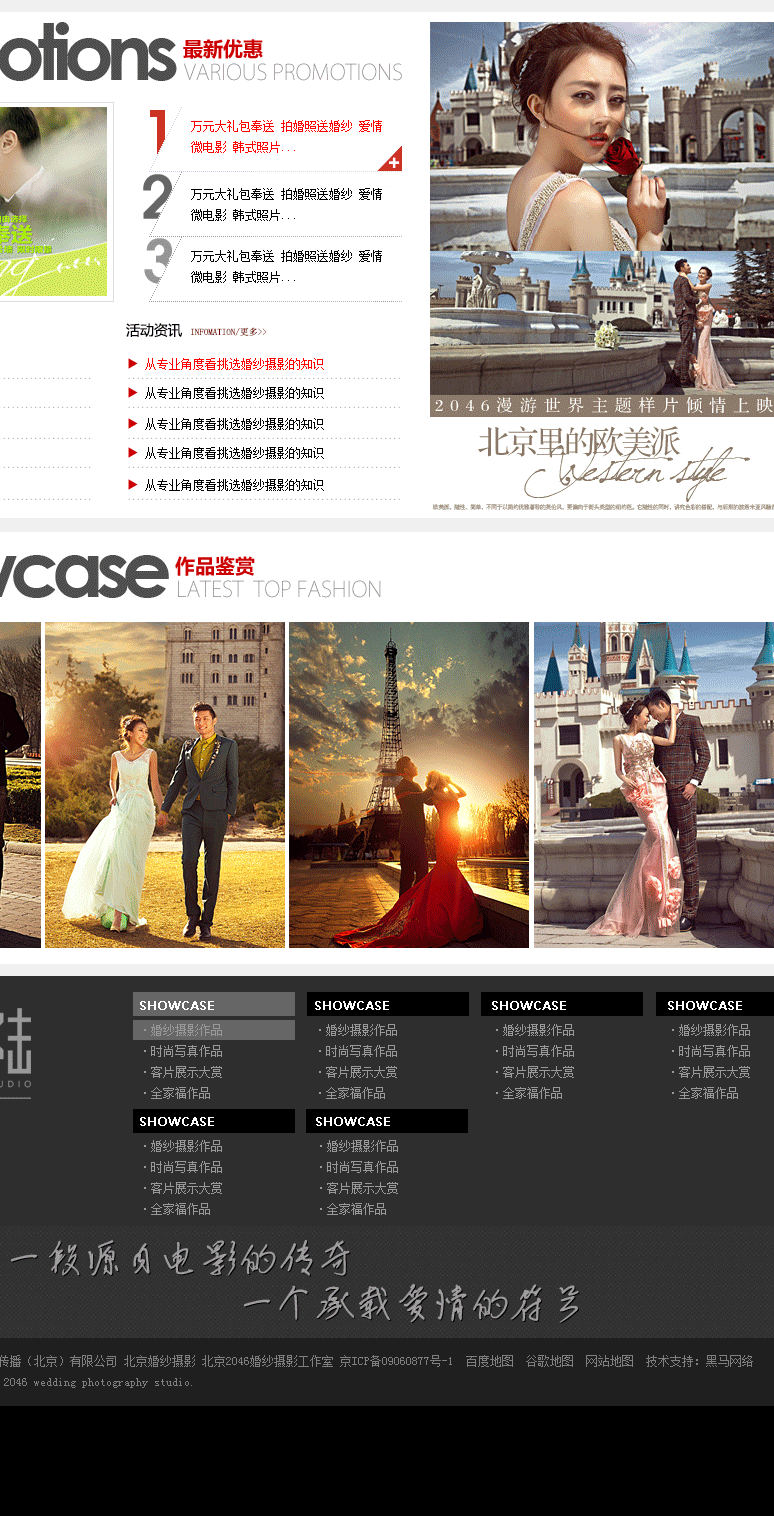 otions 最新优惠
VARIOUS PROMOTIONS
1 万元大礼包奉送 拍婚照送婚纱 爱情
微电影 韩式照片...
2 万元大礼包奉送 拍婚照送婚纱 爱情
微电影 韩式照片...
3 万元大礼包奉送 拍婚照送婚纱 爱情
微电影 韩式照片...
活动资讯 INFOMATION/更多>>
从专业角度看挑选婚纱摄影的知识
从专业角度看挑选婚纱摄影的知识
从专业角度看挑选婚纱摄影的知识
从专业角度看挑选婚纱摄影的知识
从专业角度看挑选婚纱摄影的知识
2046漫游世界主题样片倾情上映
北京里的欧美派
Western style
wcase 作品鉴赏
LATEST TOP FASHION
SHOWCASE SHOWCASE SHOWCASE SHOWCASE
·婚纱摄影作品 ·婚纱摄影作品 ·婚纱摄影作品 ·婚纱摄影作品
·时尚写真作品 ·时尚写真作品 ·时尚写真作品 ·时尚写真作品
·客片展示大赏 ·客片展示大赏 ·客片展示大赏 ·客片展示大赏
·全家福作品 ·全家福作品 ·全家福作品 ·全家福作品
SHOWCASE SHOWCASE
·婚纱摄影作品 ·婚纱摄影作品
·时尚写真作品 ·时尚写真作品
·客片展示大赏 ·客片展示大赏
·全家福作品 ·全家福作品
UDIO
一段源自电影的传奇
一个承载爱情的符号
传播（北京）有限公司 北京婚纱摄影 北京2046婚纱摄影工作室 京ICP备09060877号-1 百度地图 谷歌地图 网站地图 技术支持：黑马网络
2046 wedding photography studio.